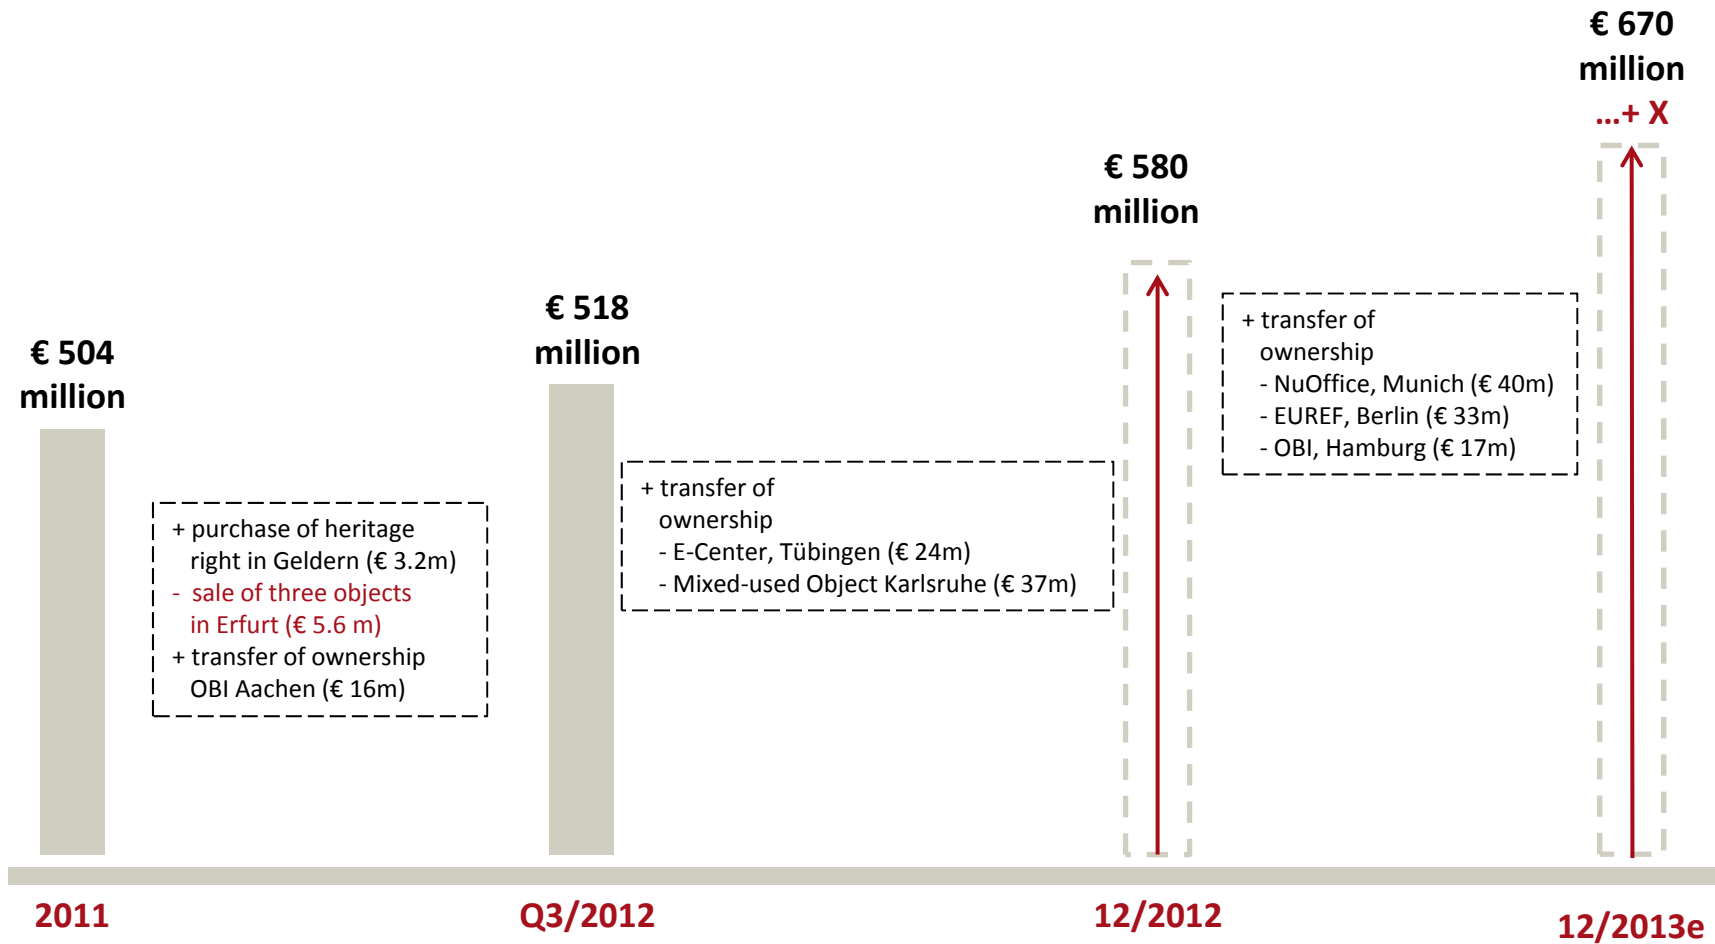 € 504
million
+ purchase of heritage
right in Geldern (€ 3.2m)
- sale of three objects
in Erfurt (€ 5.6 m)
+ transfer of ownership
OBI Aachen (€ 16m)
€ 518
million
+ transfer of
ownership
- E-Center, Tübingen (€ 24m)
- Mixed-used Object Karlsruhe (€ 37m)
€ 580
million
+ transfer of
ownership
- NuOffice, Munich (€ 40m)
- EUREF, Berlin (€ 33m)
- OBI, Hamburg (€ 17m)
€ 670
million
...+ X
2011
Q3/2012
12/2012
12/2013e